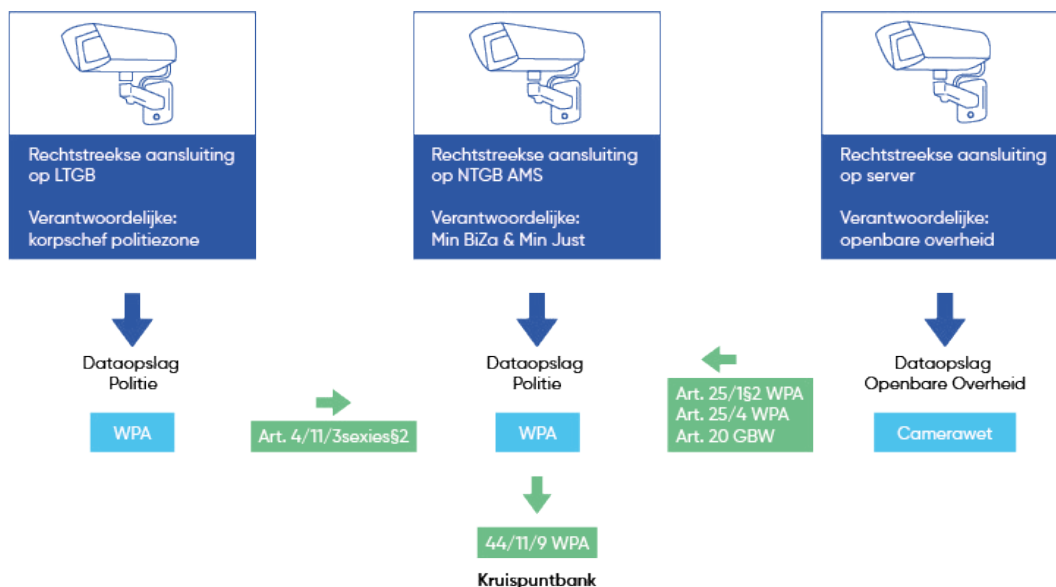 Rechtstreekse aansluiting
op LTGB
Verantwoordelijke:
korpschef politiezone
Rechtstreekse aansluiting
op NTGB AMS
Verantwoordelijke:
Min BiZa & Min Just
Rechtstreekse aansluiting
op server
Verantwoordelijke:
openbare overheid
Dataopslag
Politie
WPA
Art. 4/11/3sexies§2
Dataopslag
Politie
WPA
Art. 25/1§2 WPA
Art. 25/4 WPA
Art. 20 GBW
Dataopslag
Openbare Overheid
Camerawet
44/11/9 WPA
Kruispuntbank